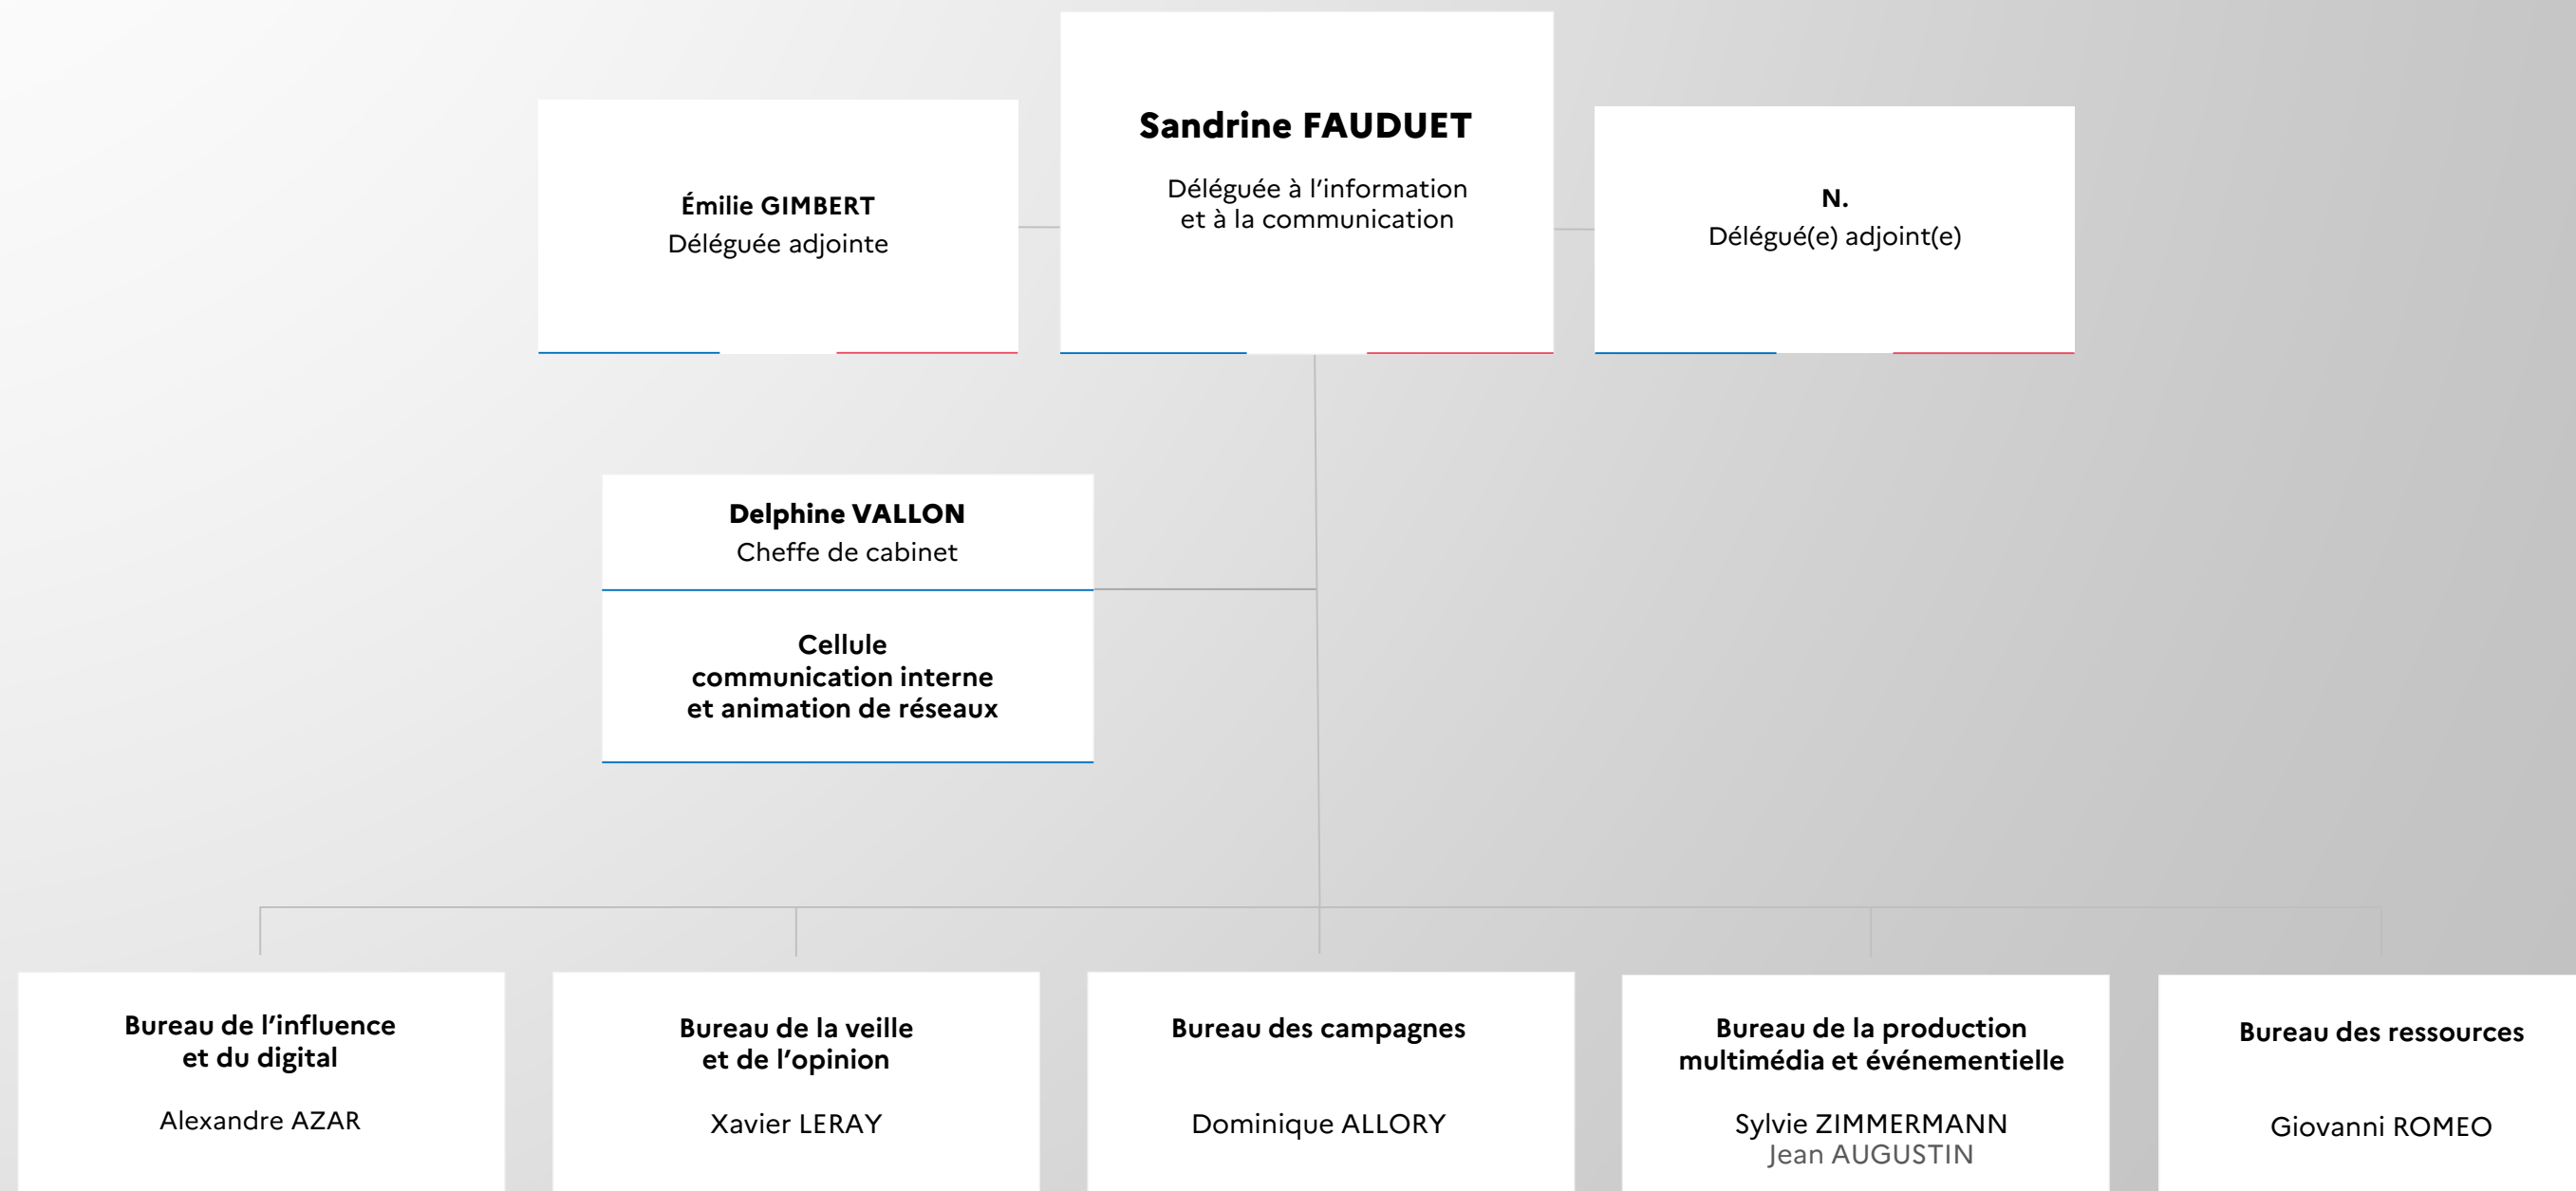 Sandrine FAUDUET
Déléguée à l'information
et à la communication
Émilie GIMBERT
Déléguée adjointe
N.
Délégué(e) adjoint(e)
Delphine VALLON
Cheffe de cabinet
Cellule
communication interne
et animation de réseaux
Bureau de l'influence
et du digital
Alexandre AZAR
Bureau de la veille
et de l'opinion
Xavier LERAY
Bureau des campagnes
Dominique ALLORY
Bureau de la production
multimédia et événementielle
Sylvie ZIMMERMANN
Jean AUGUSTIN
Bureau des ressources
Giovanni ROMEO